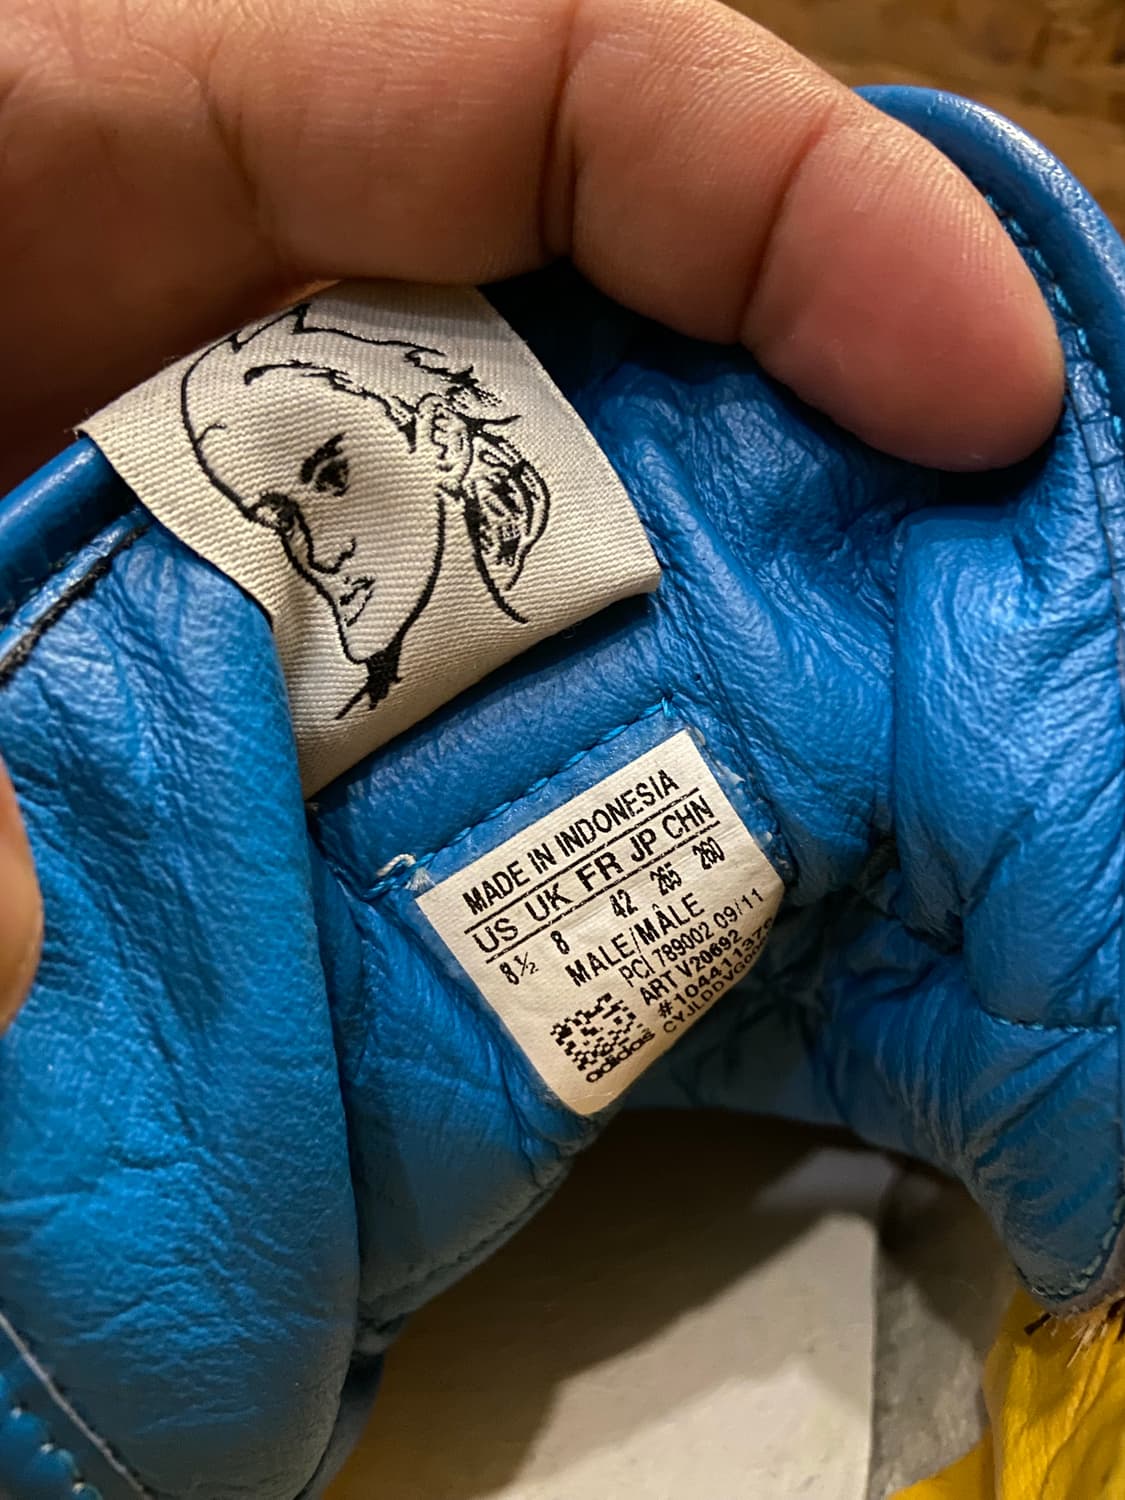 MADE IN INDONESIA
US UK FR JP CHN
8½ 8 42 265 260
MALE/MÂLE
PCI 789002 09/11
ART V20692
adidas